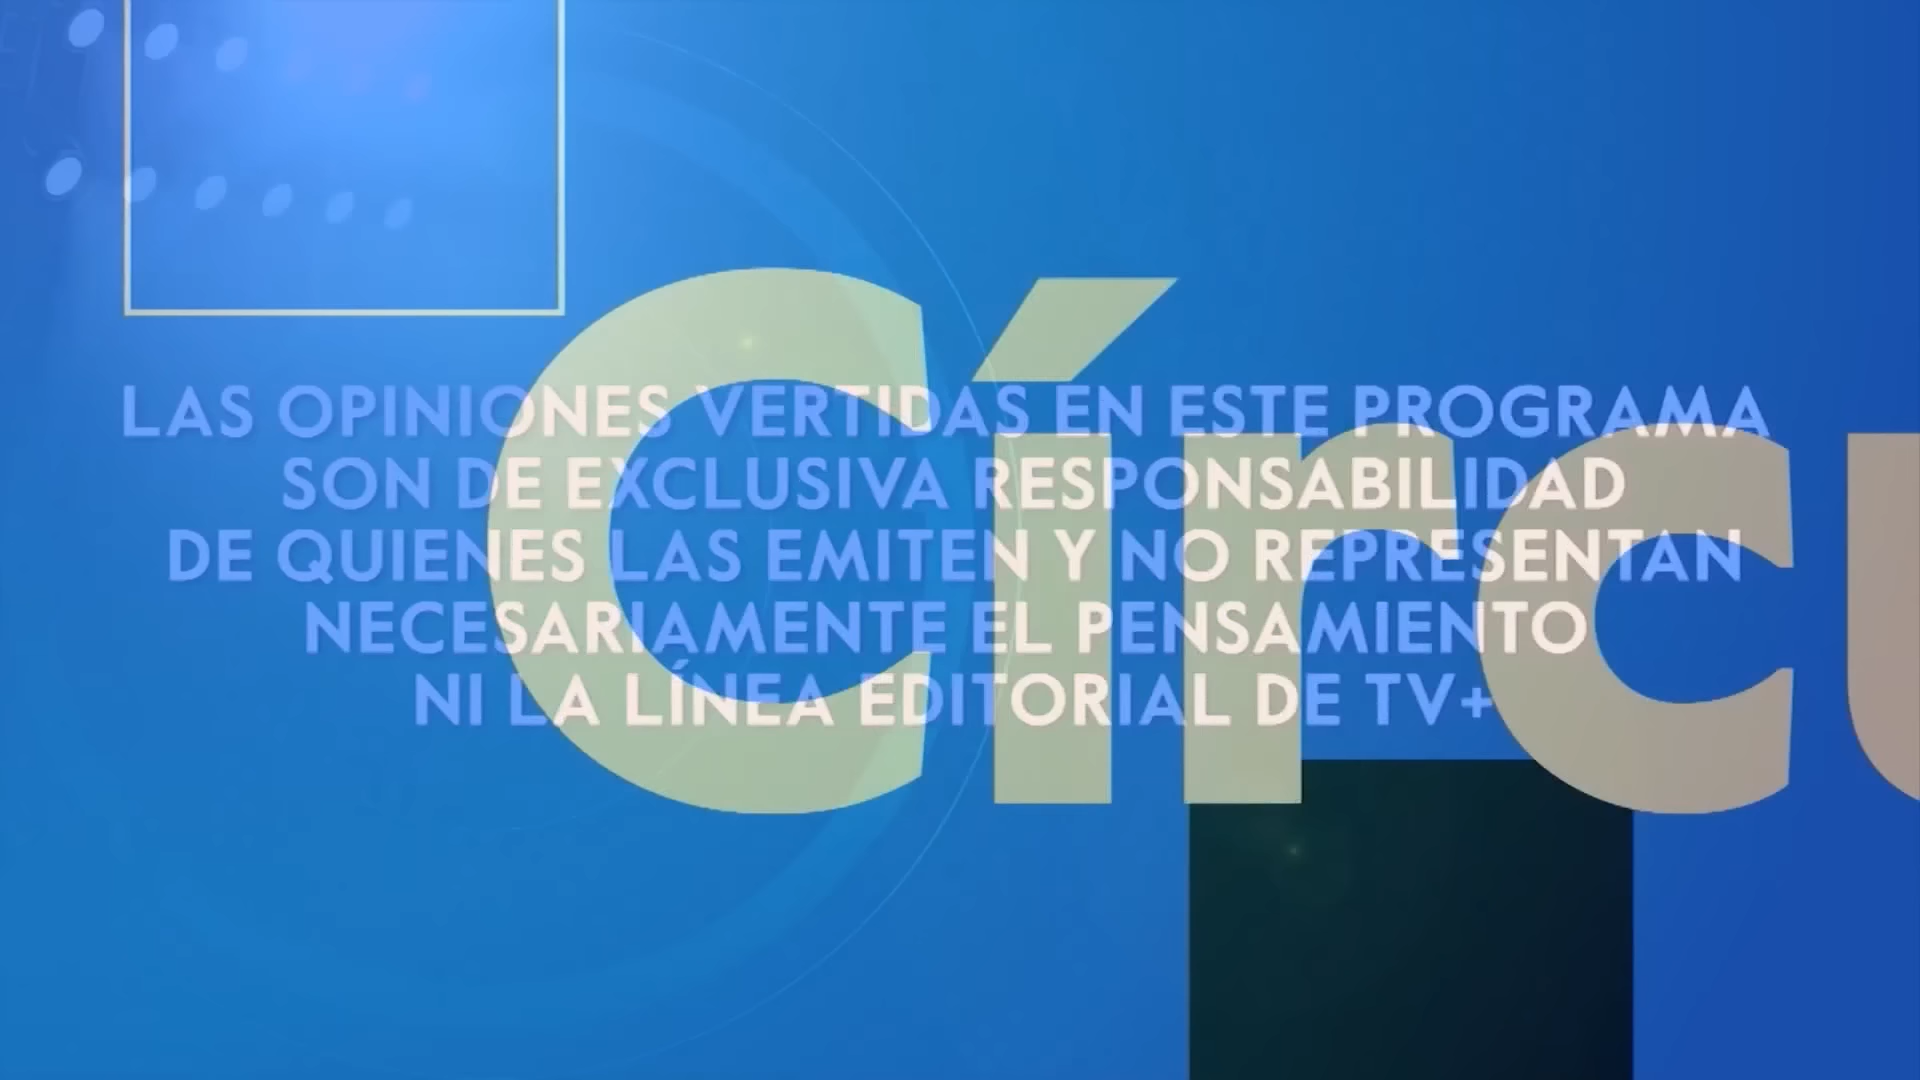 LAS OPINIONES VERTIDAS EN ESTE PROGRAMA
SON DE EXCLUSIVA RESPONSABILIDAD
DE QUIENES LAS EMITEN Y NO REPRESENTAN
NECESARIAMENTE EL PENSAMIENTO
NI LA LÍNEA EDITORIAL DE TV+
Círcu